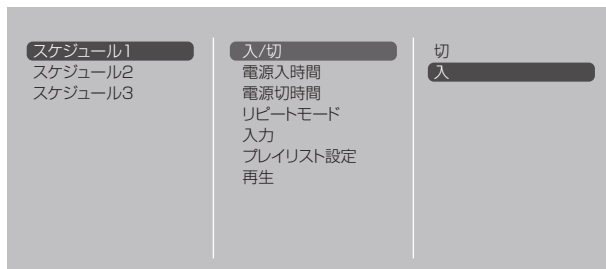 スケジュール1
スケジュール2
スケジュール3
入/切
電源入時間
電源切時間
リピートモード
入力
プレイリスト設定
再生
切
入